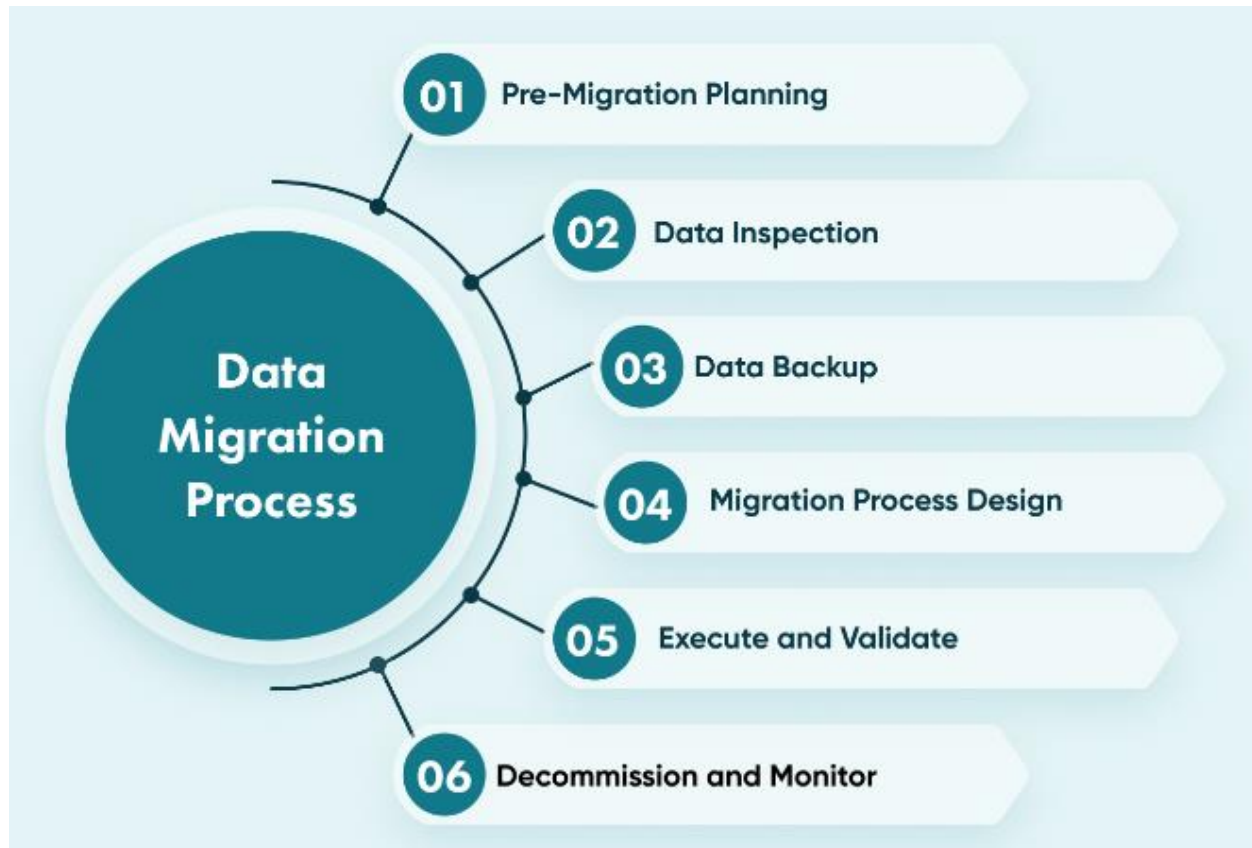 01 Pre-Migration Planning
02 Data Inspection
03 Data Backup
Data
Migration
Process
04 Migration Process Design
05 Execute and Validate
06 Decommission and Monitor